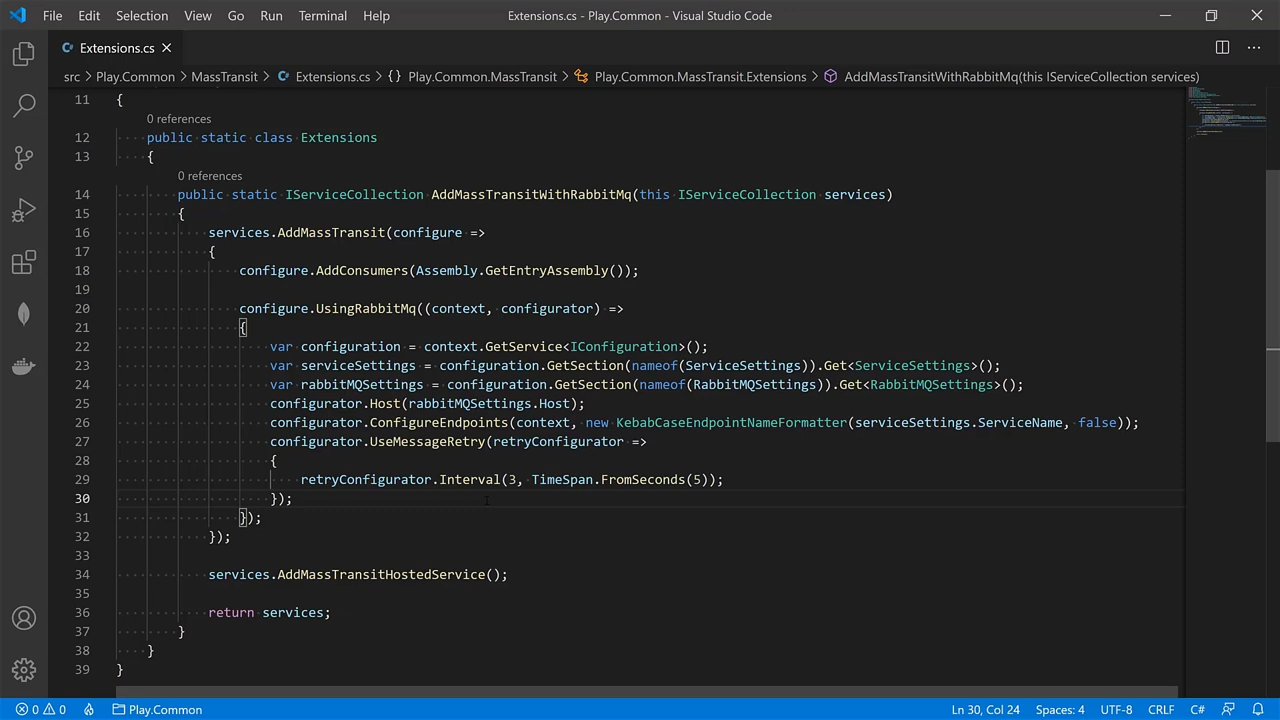 File Edit Selection View Go Run Terminal Help Extensions.cs - Play.Common - Visual Studio Code
Extensions.cs
src > Play.Common > MassTransit > Extensions.cs > {} Play.Common.MassTransit > Play.Common.MassTransit.Extensions > AddMassTransitWithRabbitMq(this IServiceCollection services)
11 {
0 references
12 public static class Extensions
13 {
0 references
14 public static IServiceCollection AddMassTransitWithRabbitMq(this IServiceCollection services)
15 {
16 services.AddMassTransit(configure =>
17 {
18 configure.AddConsumers(Assembly.GetEntryAssembly());
19
20 configure.UsingRabbitMq((context, configurator) =>
21 {
22 var configuration = context.GetService<IConfiguration>();
23 var serviceSettings = configuration.GetSection(nameof(ServiceSettings)).Get<ServiceSettings>();
24 var rabbitMQSettings = configuration.GetSection(nameof(RabbitMQSettings)).Get<RabbitMQSettings>();
25 configurator.Host(rabbitMQSettings.Host);
26 configurator.ConfigureEndpoints(context, new KebabCaseEndpointNameFormatter(serviceSettings.ServiceName, false));
27 configurator.UseMessageRetry(retryConfigurator =>
28 {
29 retryConfigurator.Interval(3, TimeSpan.FromSeconds(5));
30 });
31 });
32 });
33
34 services.AddMassTransitHostedService();
35
36 return services;
37 }
38 }
39 }
0 0 Play.Common Ln 30, Col 24 Spaces: 4 UTF-8 CRLF C#